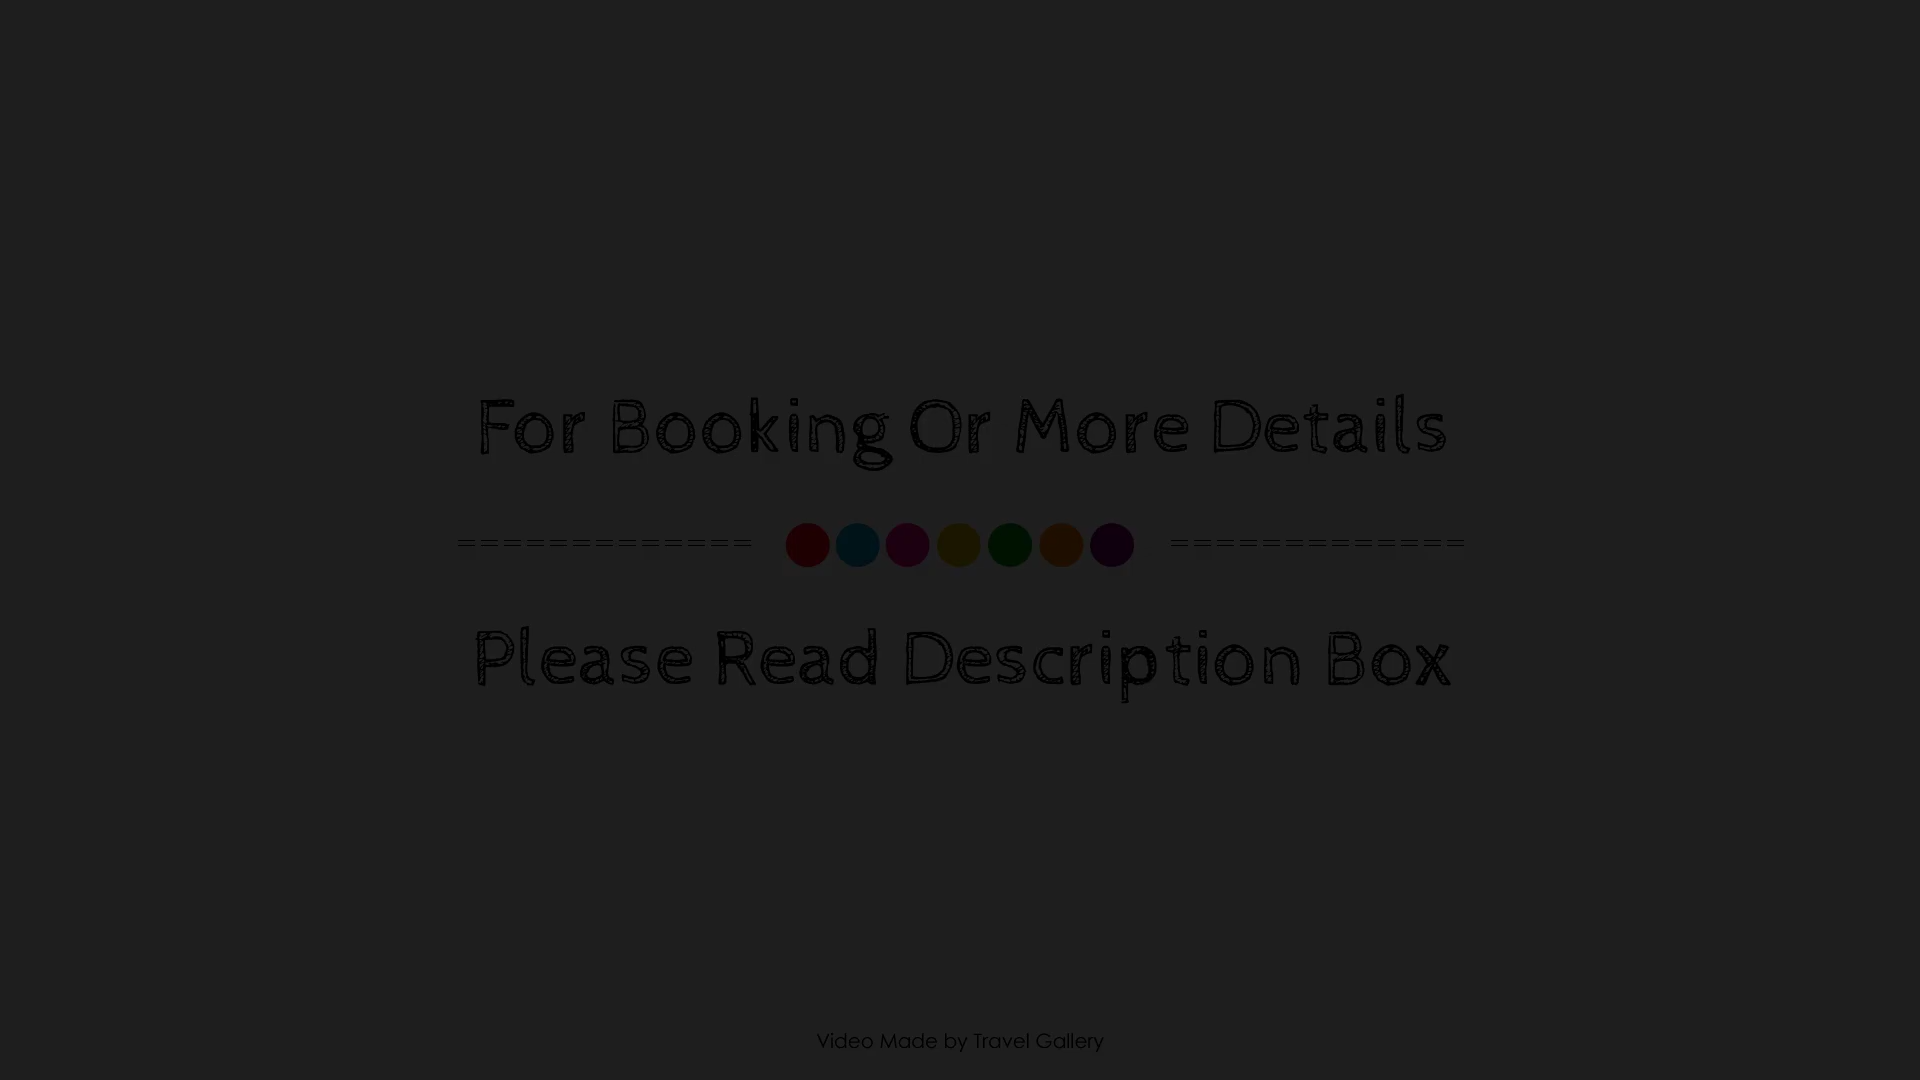 For Booking Or More Details
============= =============
Please Read Description Box
Video Made by Travel Gallery